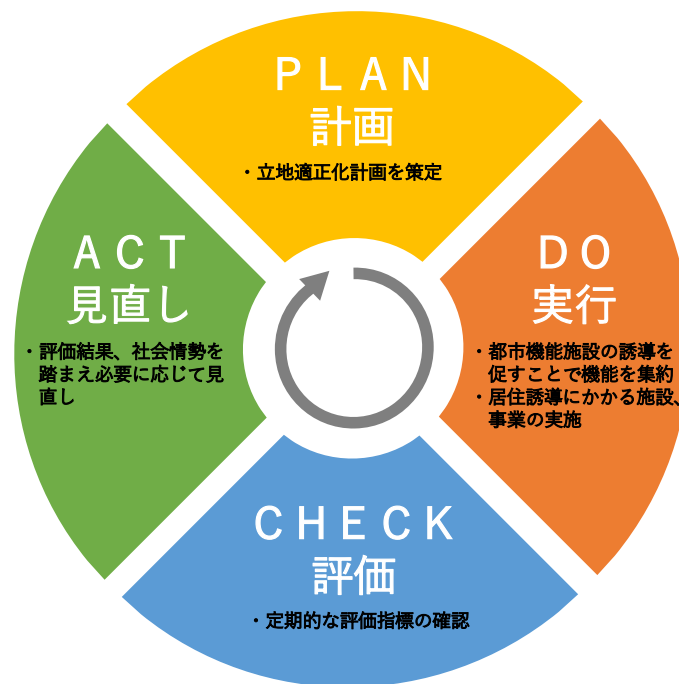 ＰＬＡＮ
計画
・立地適正化計画を策定
ＤＯ
実行
・都市機能施設の誘導を
促すことで機能を集約
・居住誘導にかかる施設、
事業の実施
ＣＨＥＣＫ
評価
・定期的な評価指標の確認
ＡＣＴ
見直し
・評価結果、社会情勢を
踏まえ必要に応じて見
直し